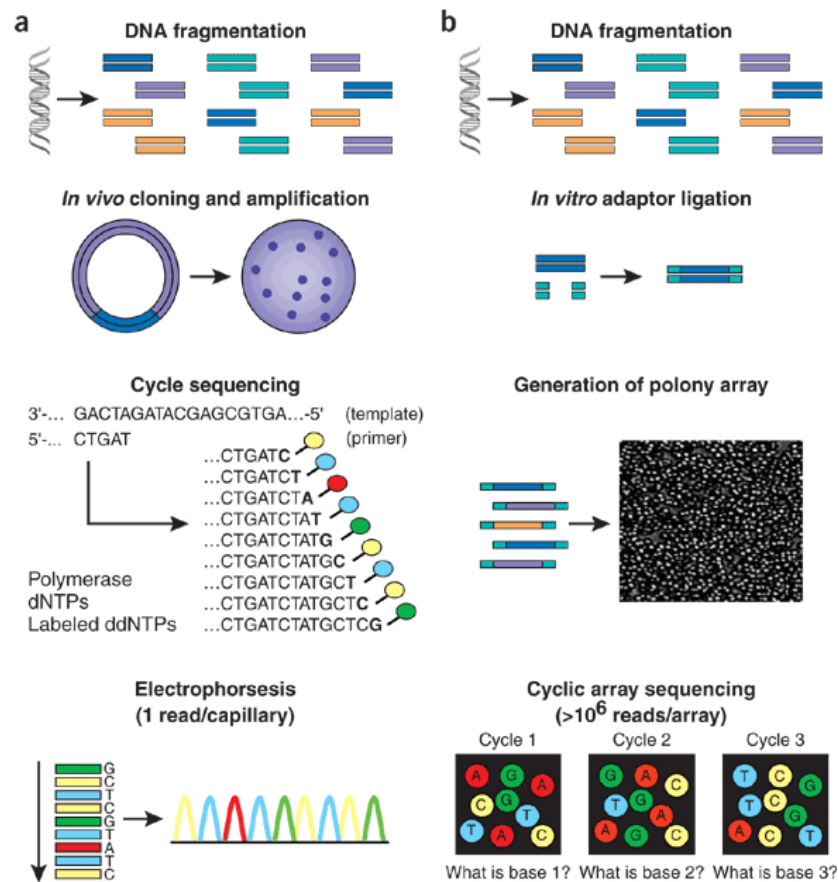 a
DNA fragmentation
In vivo cloning and amplification
Cycle sequencing
3'-... GACTAGATACGAGCGTGA...-5' (template)
5'-... CTGAT (primer)
...CTGATC
...CTGATCT
...CTGATCTA
...CTGATCTAT
...CTGATCTATG
...CTGATCTATGC
...CTGATCTATGCT
...CTGATCTATGCTC
...CTGATCTATGCTCG
Polymerase
dNTPs
Labeled ddNTPs
Electrophorsesis
(1 read/capillary)
G
C
T
C
G
T
A
T
C
b
DNA fragmentation
In vitro adaptor ligation
Generation of polony array
Cyclic array sequencing
(>10⁶ reads/array)
Cycle 1
A G A
C G T
T A C
What is base 1?
Cycle 2
G A C
T G A
A G C
What is base 2?
Cycle 3
T C G
T C G
A C T
What is base 3?